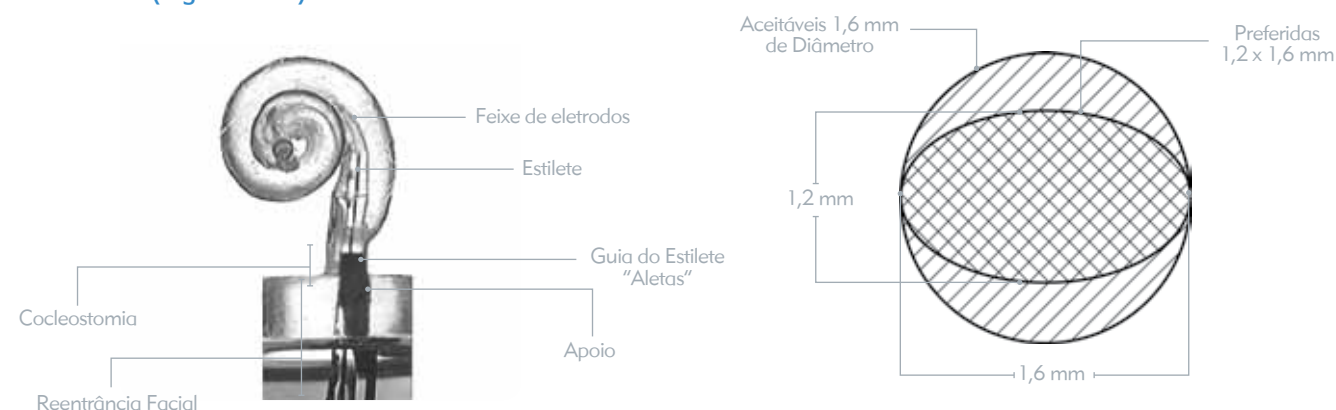 Feixe de eletrodos
Estilete
Guia do Estilete
"Aletas"
Apoio
Cocleostomia
Reentrância Facial
Aceitáveis 1,6 mm
de Diâmetro
Preferidas
1,2 x 1,6 mm
1,2 mm
1,6 mm